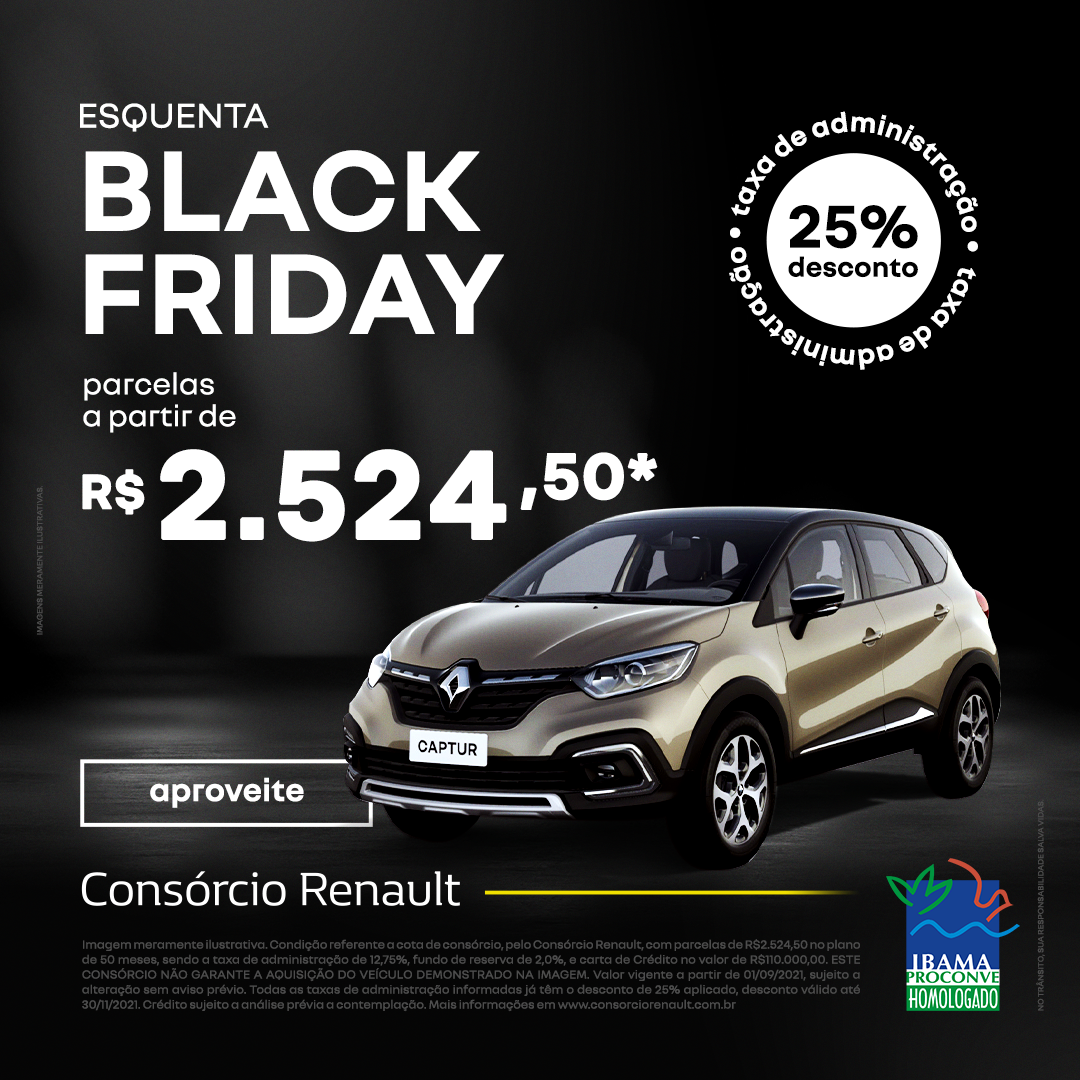 ESQUENTA
BLACK
FRIDAY
parcelas
a partir de
R$ 2.524,50*
taxa de administração • taxa de administração •
25%
desconto
IMAGENS MERAMENTE ILUSTRATIVAS.
CAPTUR
aproveite
Consórcio Renault
Imagem meramente ilustrativa. Condição referente a cota de consórcio, pelo Consórcio Renault, com parcelas de R$2.524,50 no plano
de 50 meses, sendo a taxa de administração de 12,75%, fundo de reserva de 2,0%, e carta de Crédito no valor de R$110.000,00. ESTE
CONSÓRCIO NÃO GARANTE A AQUISIÇÃO DO VEÍCULO DEMONSTRADO NA IMAGEM. Valor vigente a partir de 01/09/2021, sujeito a
alteração sem aviso prévio. Todas as taxas de administração informadas já têm o desconto de 25% aplicado, desconto válido até
30/11/2021. Crédito sujeito a análise prévia a contemplação. Mais informações em www.consorciorenault.com.br
IBAMA
PROCONVE
HOMOLOGADO
NO TRÂNSITO, SUA RESPONSABILIDADE SALVA VIDAS.